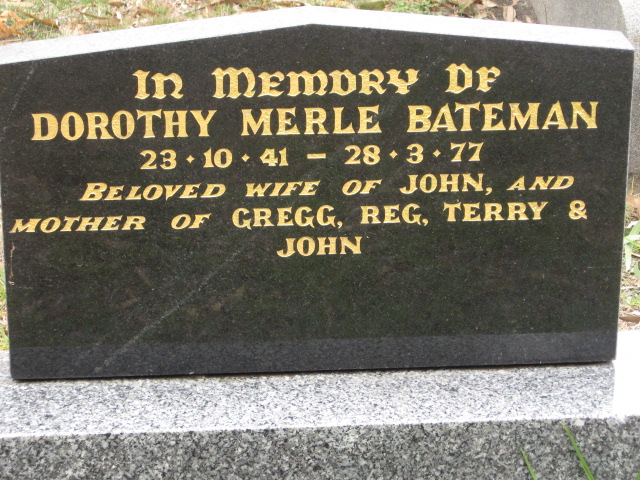 In Memory Of
DOROTHY MERLE BATEMAN
23·10·41 – 28·3·77
BELOVED WIFE OF JOHN, AND
MOTHER OF GREGG, REG, TERRY &
JOHN